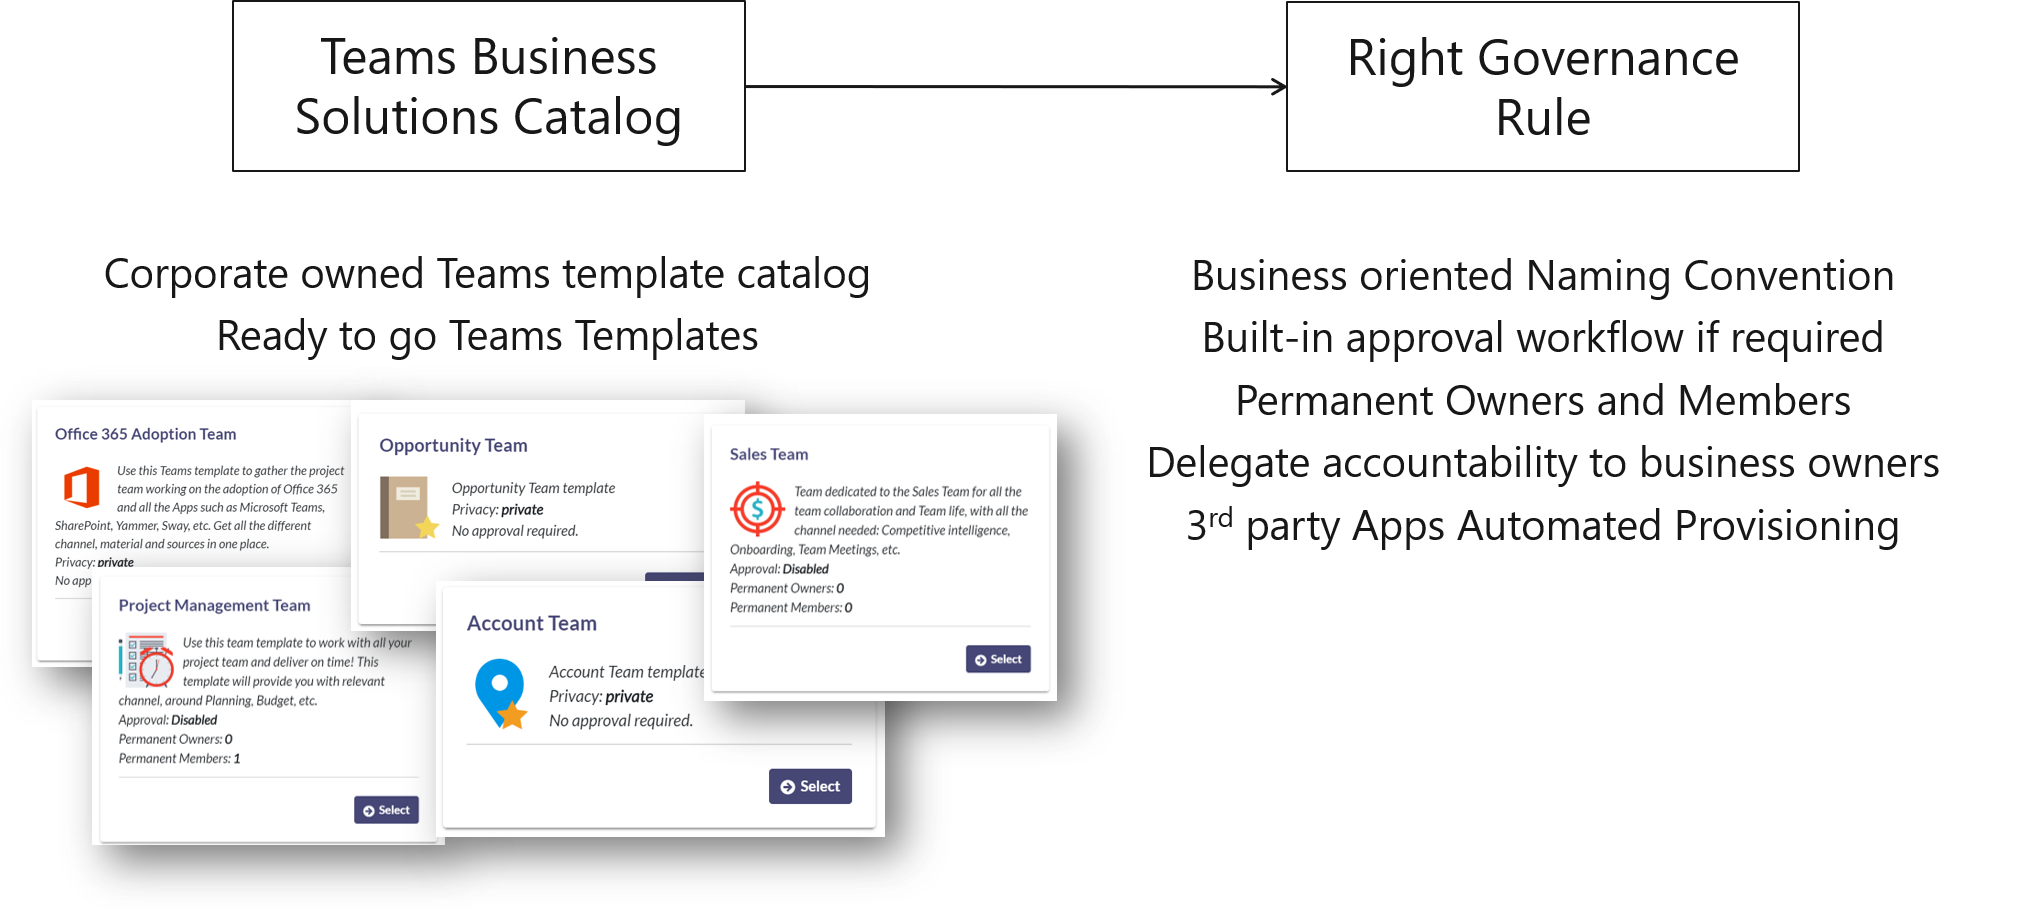 Teams Business
Solutions Catalog
Right Governance
Rule
Corporate owned Teams template catalog
Ready to go Teams Templates
Office 365 Adoption Team
Use this Teams template to gather the project
team working on the adoption of Office 365
and all the Apps such as Microsoft Teams,
SharePoint, Yammer, Sway, etc. Get all the different
channel, material and sources in one place.
Privacy: private
No app
Opportunity Team
Opportunity Team template
Privacy: private
No approval required.
Sales Team
Team dedicated to the Sales Team for all the
team collaboration and Team life, with all the
channel needed: Competitive intelligence,
Onboarding, Team Meetings, etc.
Approval: Disabled
Permanent Owners: 0
Permanent Members: 0
Select
Project Management Team
Use this team template to work with all your
project team and deliver on time! This
template will provide you with relevant
channel, around Planning, Budget, etc.
Approval: Disabled
Permanent Owners: 0
Permanent Members: 1
Select
Account Team
Account Team template
Privacy: private
No approval required.
Select
Business oriented Naming Convention
Built-in approval workflow if required
Permanent Owners and Members
Delegate accountability to business owners
3rd party Apps Automated Provisioning